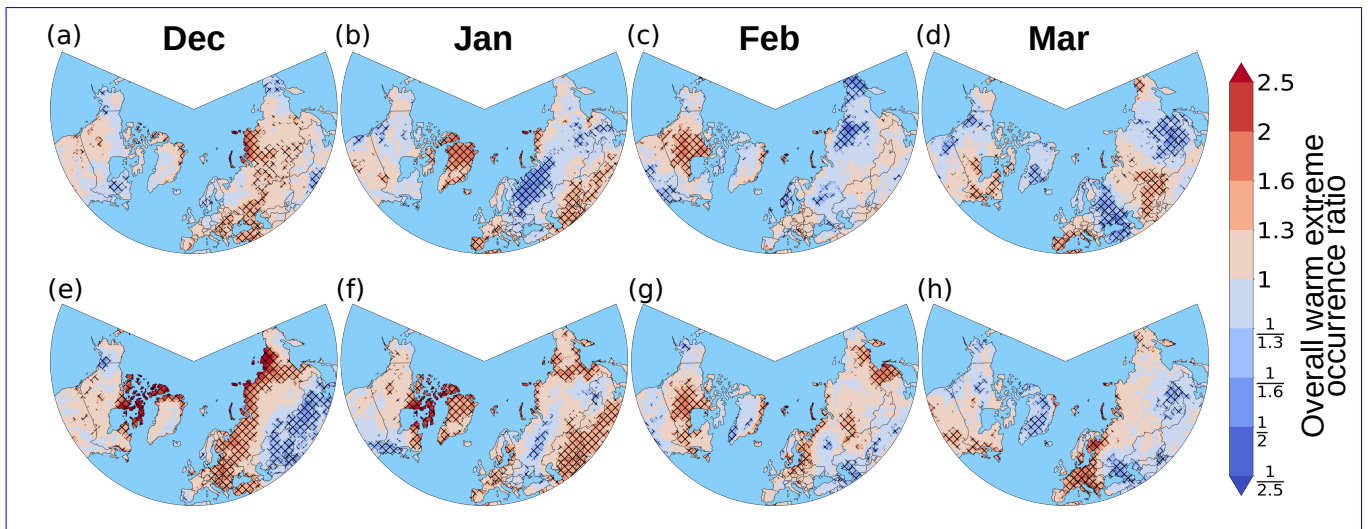 (a) Dec (b) Jan (c) Feb (d) Mar
(e) (f) (g) (h)
2.5
2
1.6
1.3
1
1/1.3
1/1.6
1/2
1/2.5
Overall warm extreme
occurrence ratio